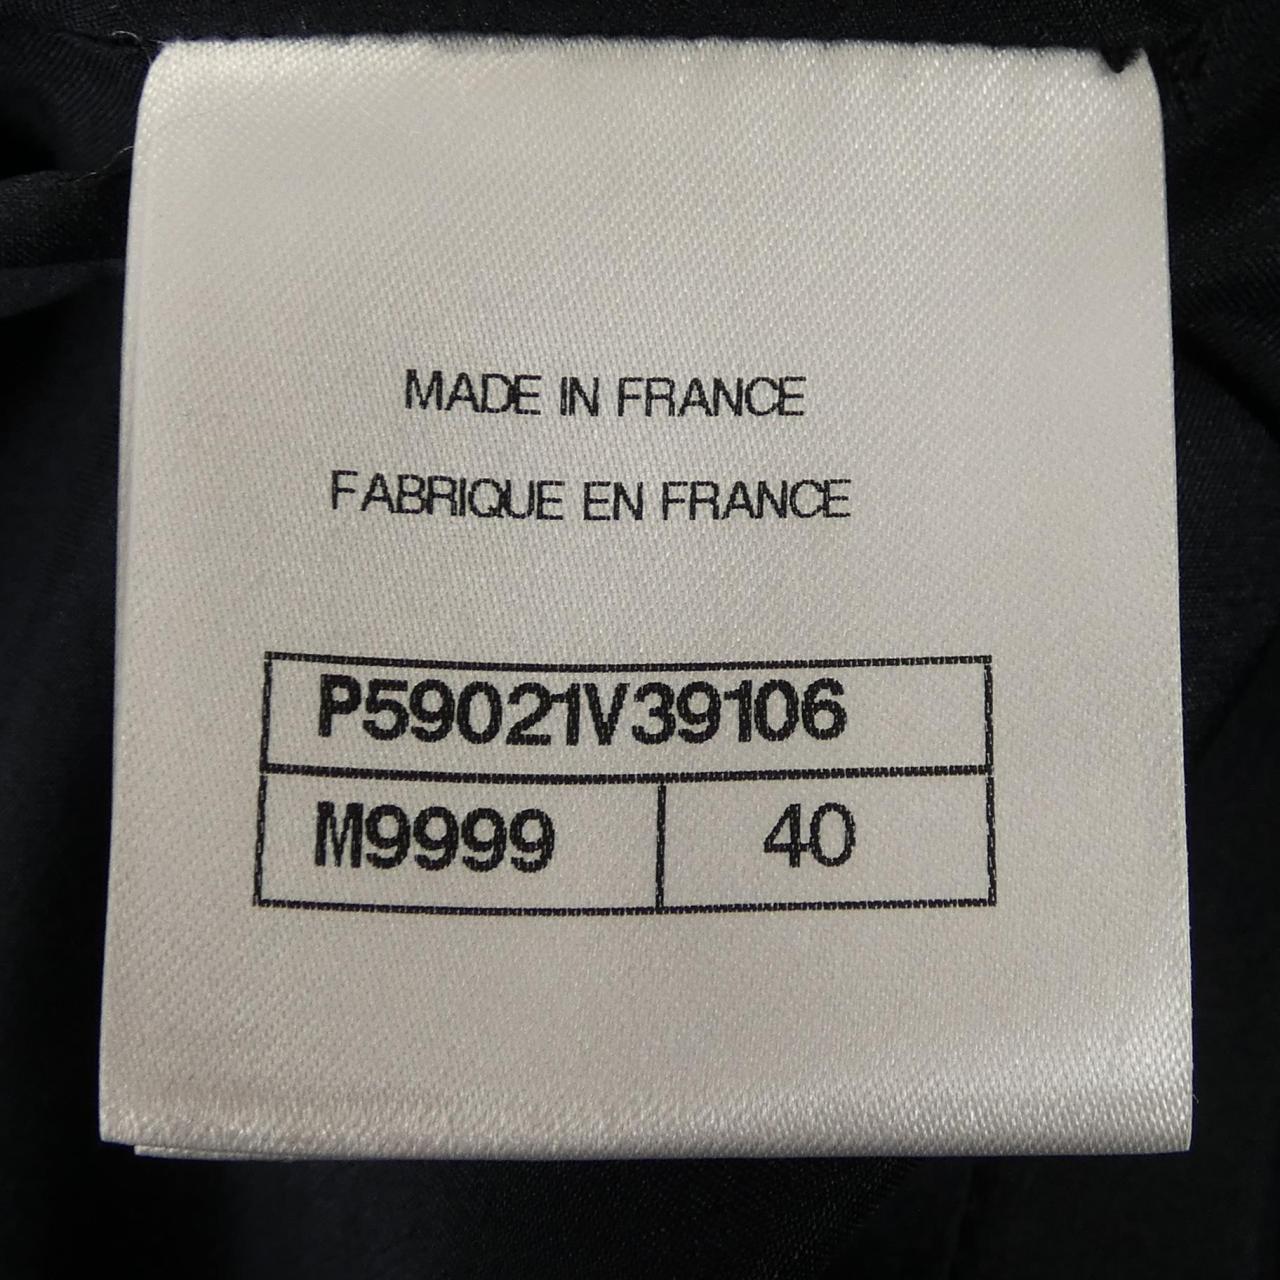 MADE IN FRANCE
FABRIQUE EN FRANCE
P59021V39106
M9999 40